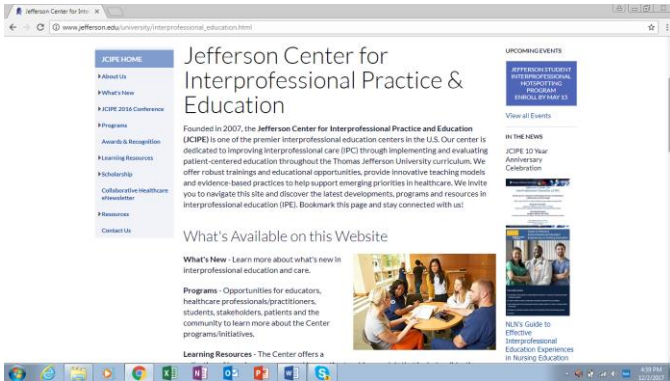 Jefferson Center for Inte
www.jefferson.edu/university/interprofessional_education.html
JCIPE HOME
About Us
What's New
JCIPE 2016 Conference
Programs
Awards & Recognition
Learning Resources
Scholarship
Collaborative Healthcare
eNewsletter
Resources
Contact Us
Jefferson Center for
Interprofessional Practice &
Education
Founded in 2007, the Jefferson Center for Interprofessional Practice and Education
(JCIPE) is one of the premier interprofessional education centers in the U.S. Our center is
dedicated to improving interprofessional care (IPC) through implementing and evaluating
patient-centered education throughout the Thomas Jefferson University curriculum. We
offer robust trainings and educational opportunities, provide innovative teaching models
and evidence-based practices to help support emerging priorities in healthcare. We invite
you to navigate this site and discover the latest developments, programs and resources in
interprofessional education (IPE). Bookmark this page and stay connected with us!
What's Available on this Website
What's New - Learn more about what's new in
interprofessional education and care.
Programs - Opportunities for educators,
healthcare professionals/practitioners,
students, stakeholders, patients and the
community to learn more about the Center
programs/initiatives.
Learning Resources - The Center offers a
UPCOMING EVENTS
JEFFERSON STUDENT
INTERPROFESSIONAL
HOTSPOTTING
PROGRAM
ENROLL BY MAY 15
View all Events
IN THE NEWS
JCIPE 10 Year
Anniversary
Celebration
NLN's Guide to
Effective
Interprofessional
Education Experiences
in Nursing Education
4:59 PM